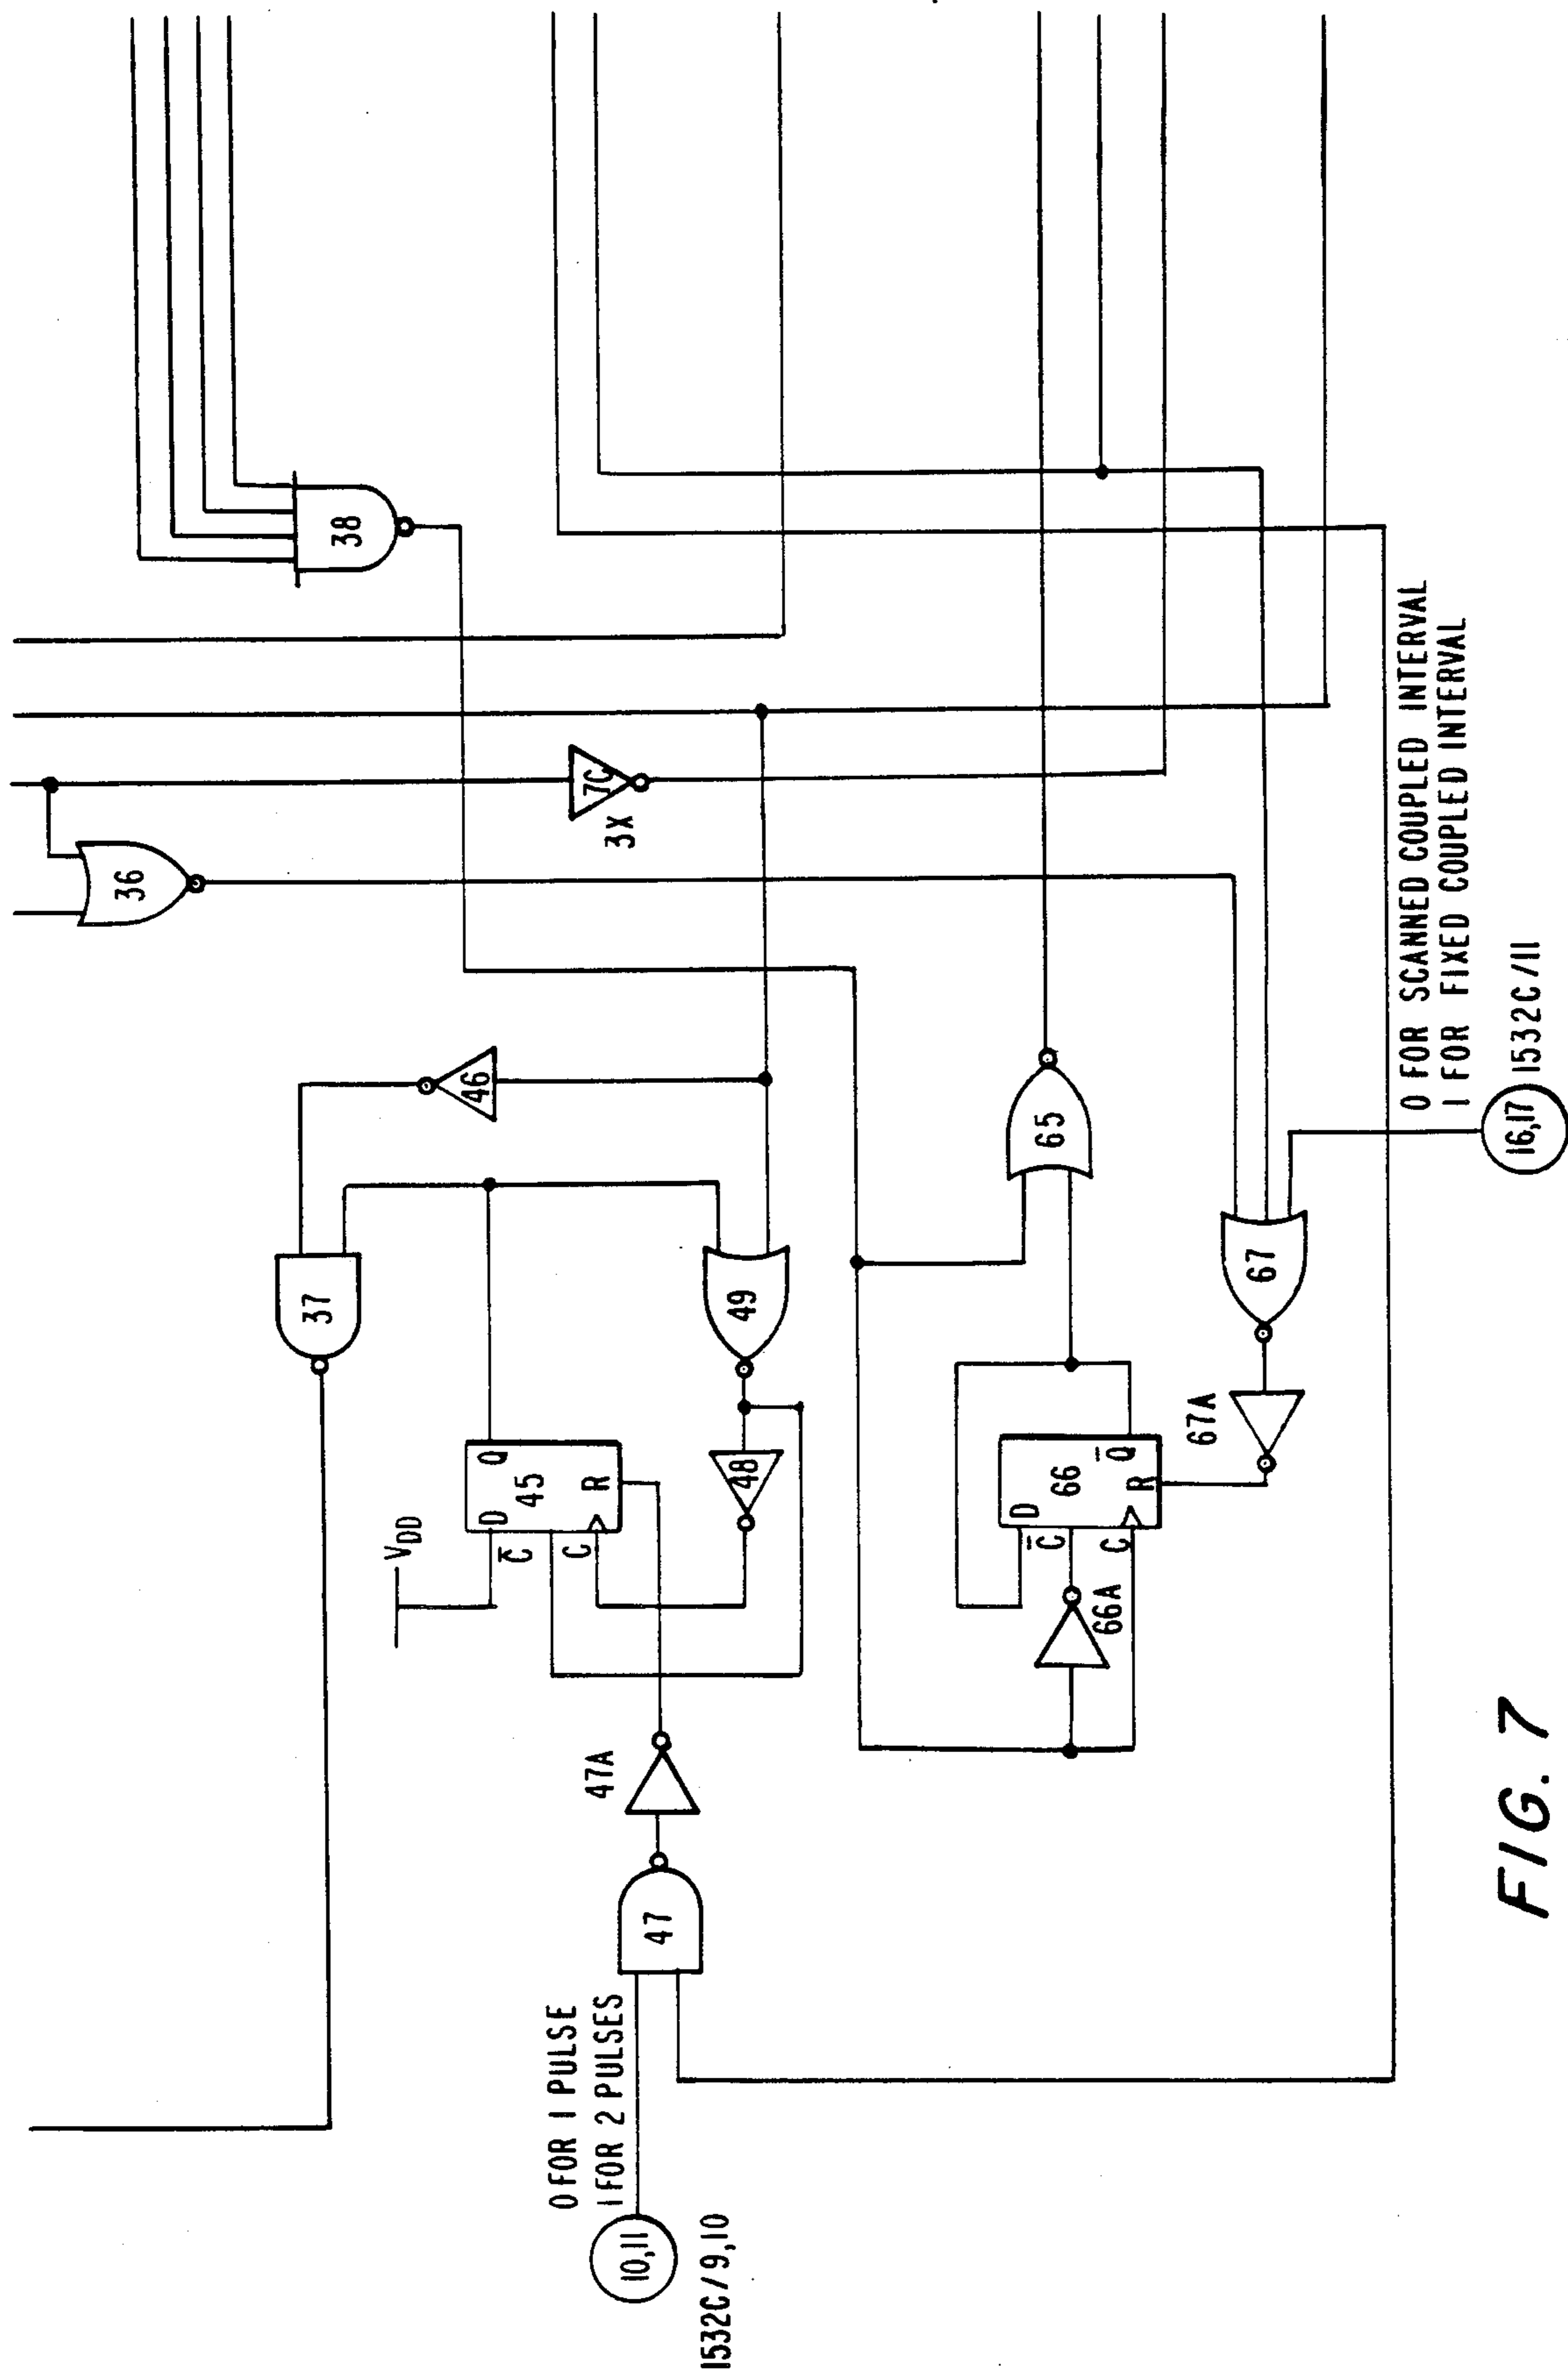 38
36
7C
3X
46
37
49
VDD
D
Q
45
R
C̅
C
48
47A
47
0 FOR 1 PULSE
1 FOR 2 PULSES
10,11
1532C/9,10
65
66
D
Q̅
R
C̅
C
66A
67
67A
0 FOR SCANNED COUPLED INTERVAL
1 FOR FIXED COUPLED INTERVAL
16,17
1532C/11
FIG. 7